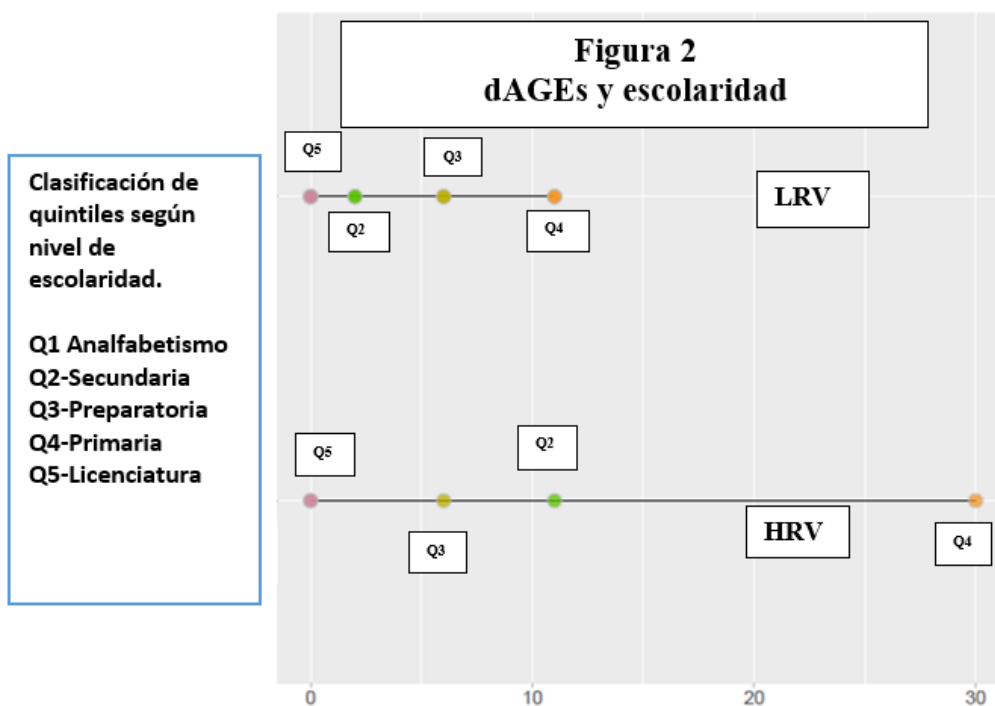 Figura 2
dAGEs y escolaridad
Clasificación de
quintiles según
nivel de
escolaridad.
Q1 Analfabetismo
Q2-Secundaria
Q3-Preparatoria
Q4-Primaria
Q5-Licenciatura
Q5
Q3
LRV
Q2
Q4
Q5
Q2
HRV
Q3
Q4
0
10
20
30